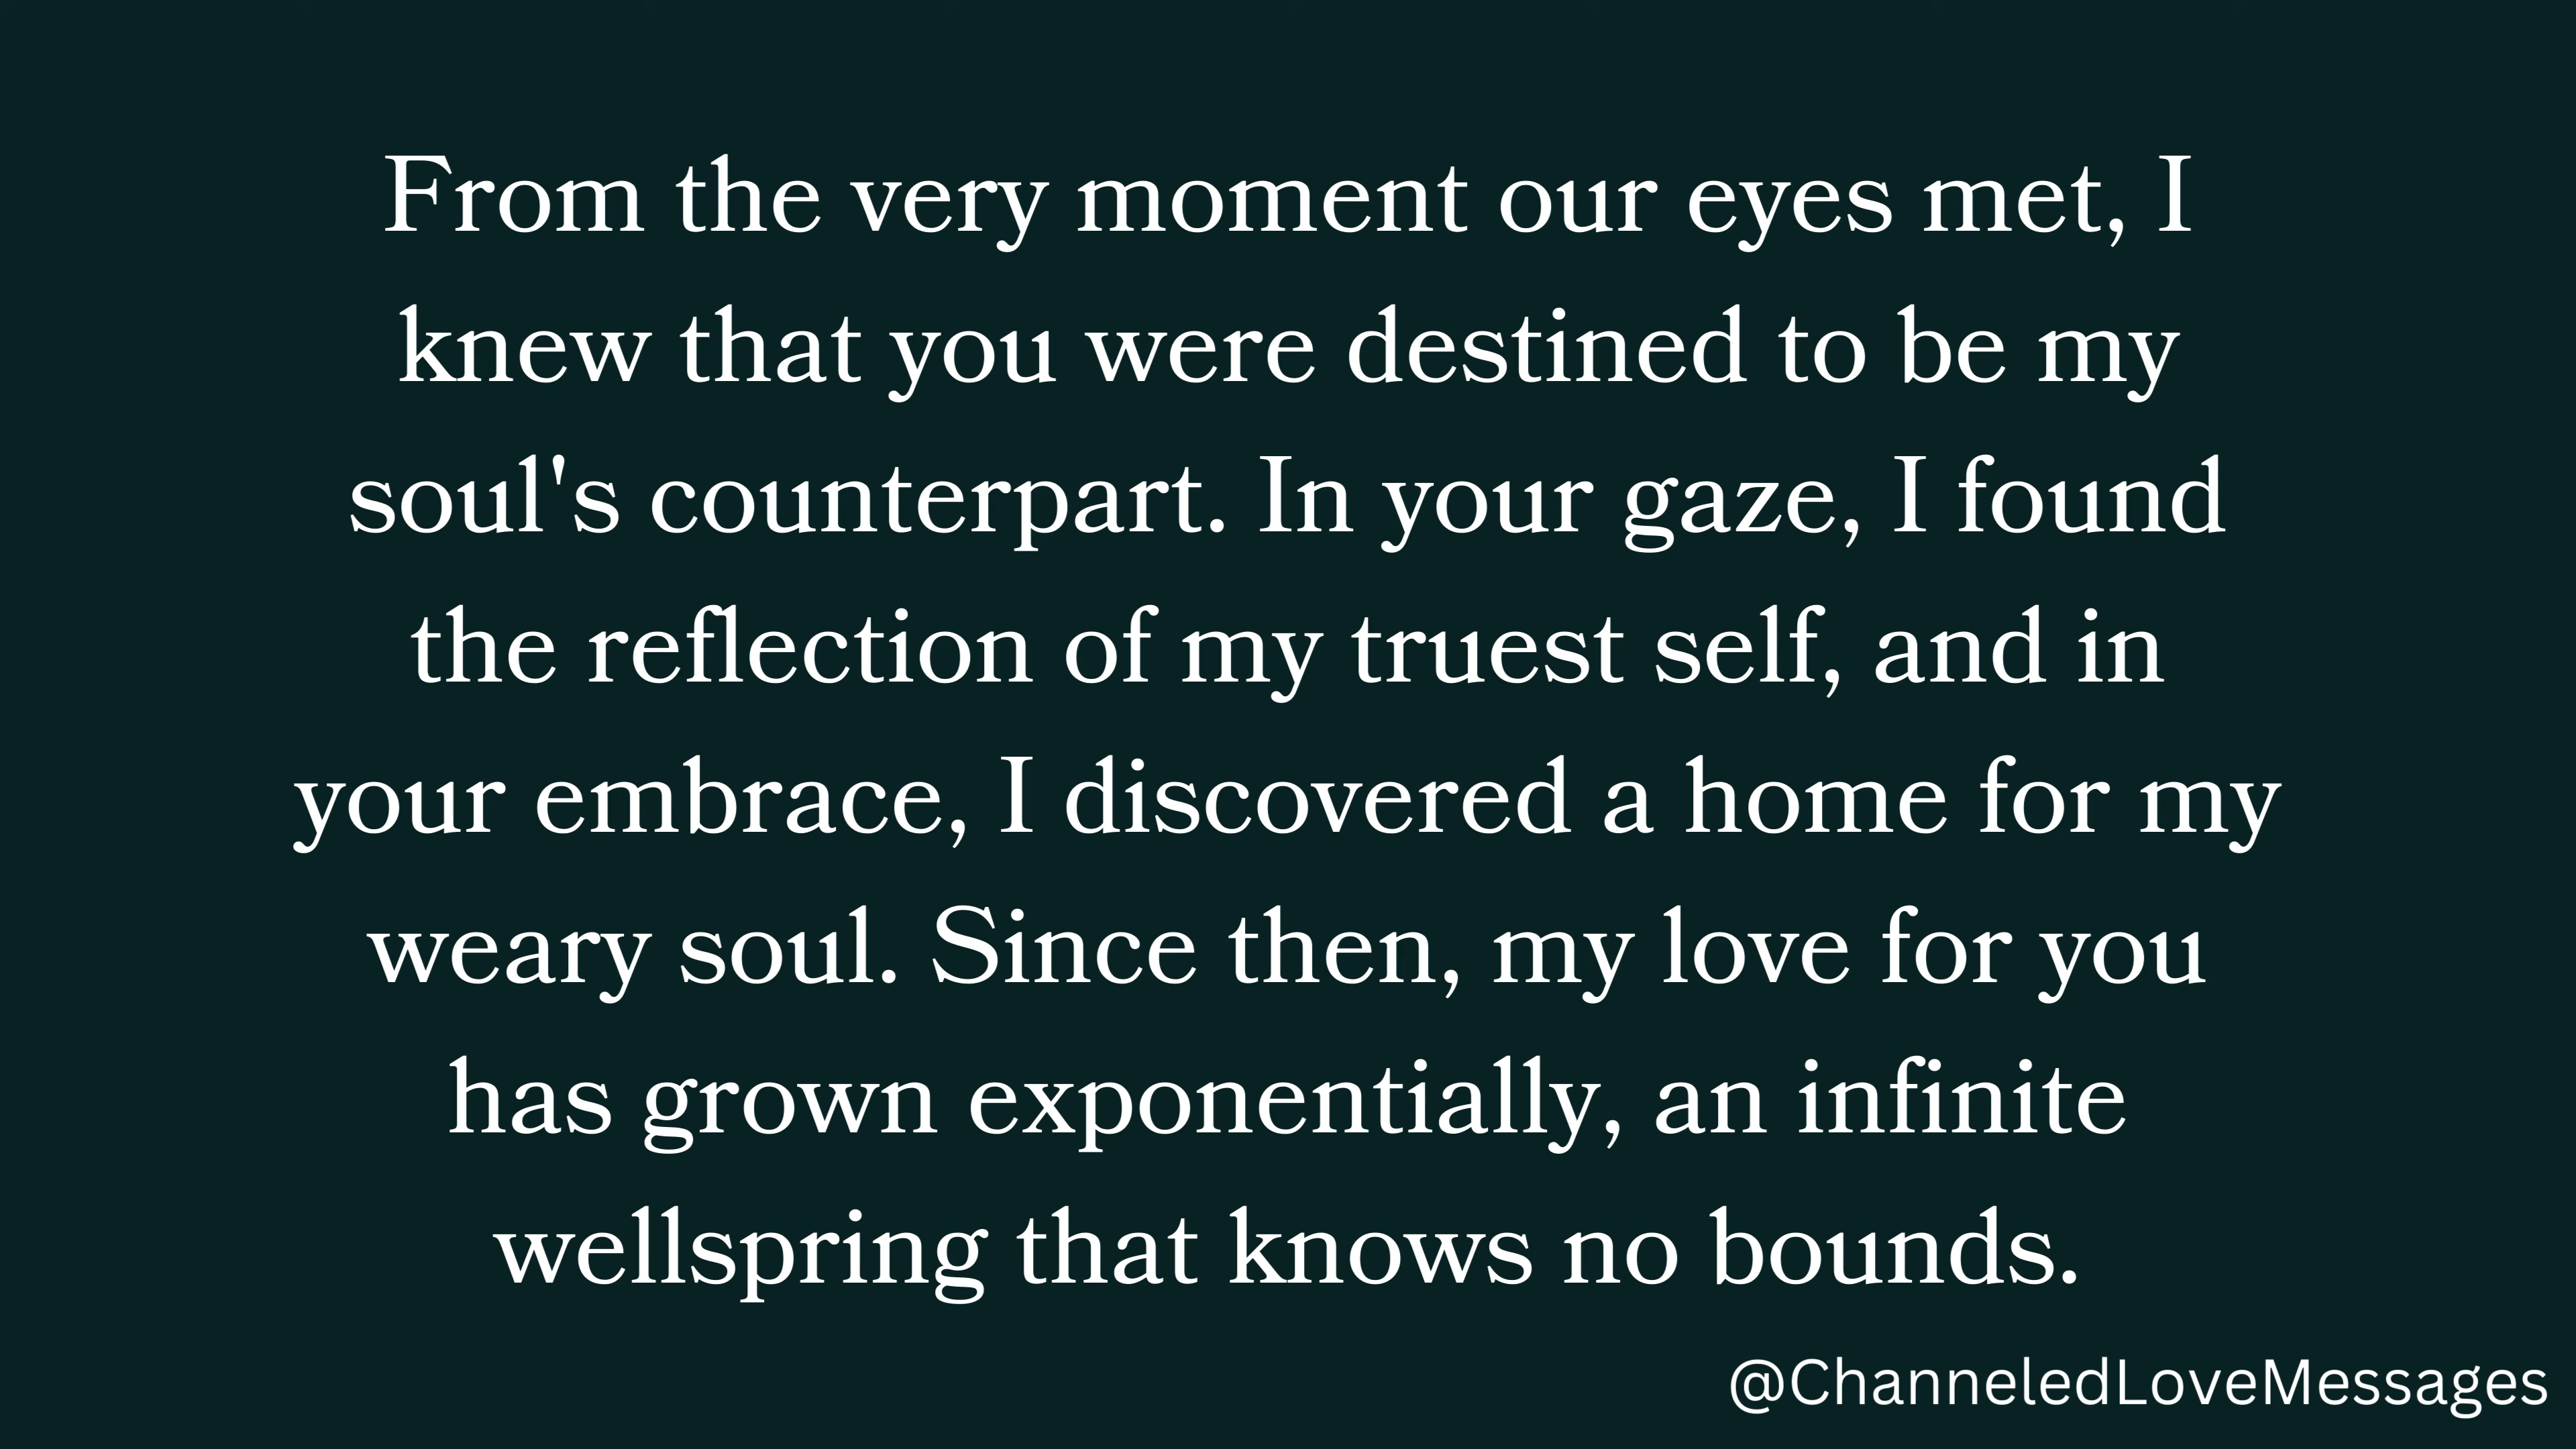 From the very moment our eyes met, I
knew that you were destined to be my
soul's counterpart. In your gaze, I found
the reflection of my truest self, and in
your embrace, I discovered a home for my
weary soul. Since then, my love for you
has grown exponentially, an infinite
wellspring that knows no bounds.
@ChanneledLoveMessages